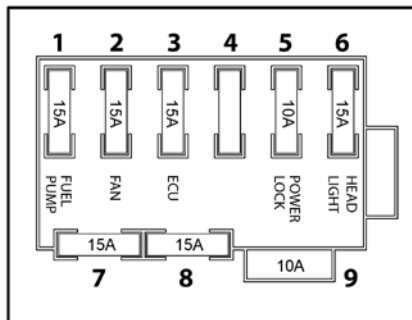 1 2 3 4 5 6
15A 15A 15A 10A 15A
FUEL PUMP
FAN
ECU
POWER LOCK
HEAD LIGHT
15A 15A 10A
7 8 9